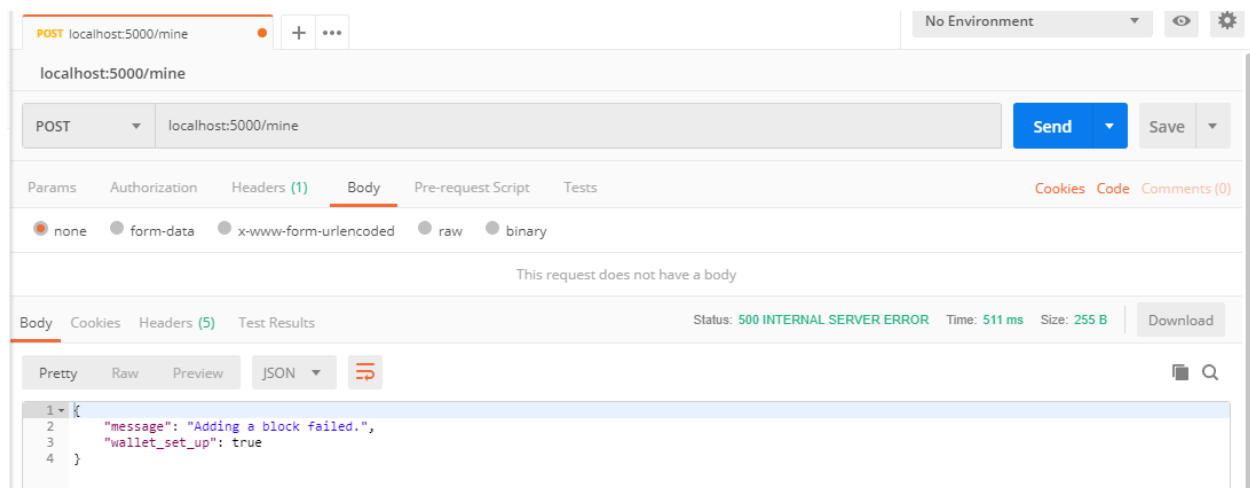 POST localhost:5000/mine
No Environment
localhost:5000/mine
POST localhost:5000/mine Send Save
Params Authorization Headers (1) Body Pre-request Script Tests Cookies Code Comments (0)
none form-data x-www-form-urlencoded raw binary
This request does not have a body
Body Cookies Headers (5) Test Results Status: 500 INTERNAL SERVER ERROR Time: 511 ms Size: 255 B Download
Pretty Raw Preview JSON
1 {
2 "message": "Adding a block failed.",
3 "wallet_set_up": true
4 }